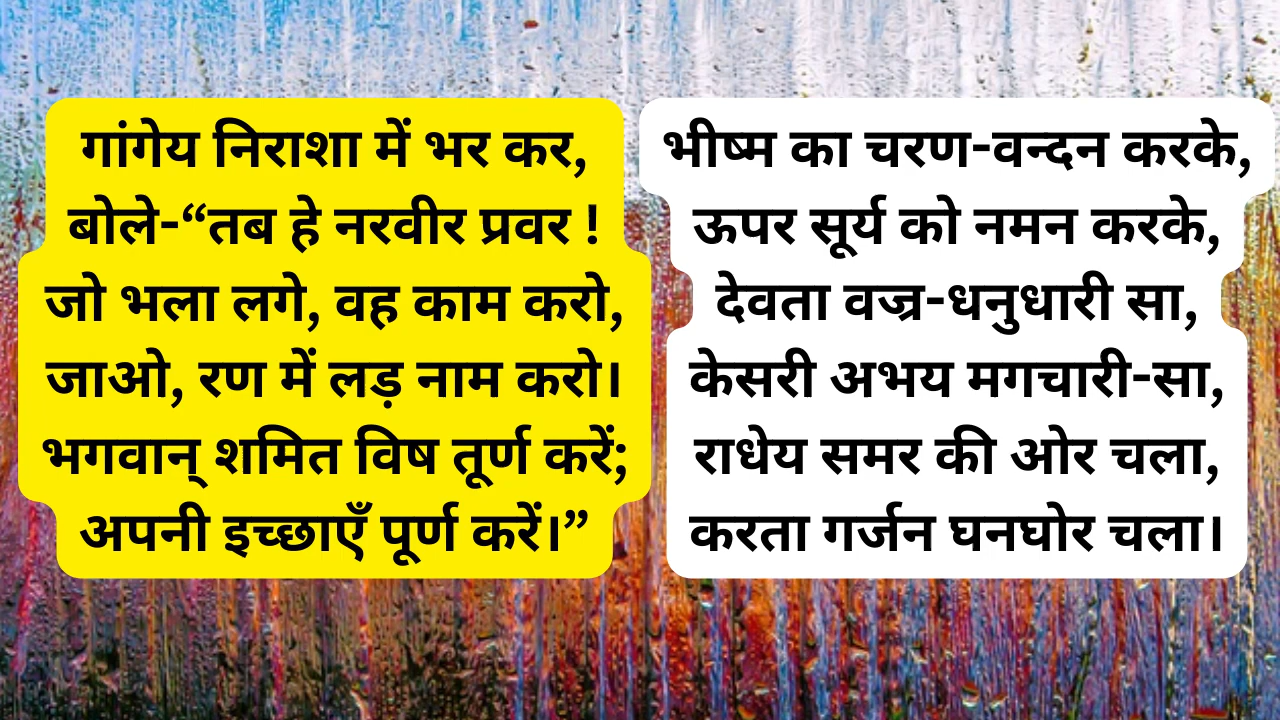 गांगेय निराशा में भर कर,
बोले-“तब हे नरवीर प्रवर !
जो भला लगे, वह काम करो,
जाओ, रण में लड़ नाम करो।
भगवान् शमित विष तूर्ण करें;
अपनी इच्छाएँ पूर्ण करें।”
भीष्म का चरण-वन्दन करके,
ऊपर सूर्य को नमन करके,
देवता वज्र-धनुधारी सा,
केसरी अभय मगचारी-सा,
राधेय समर की ओर चला,
करता गर्जन घनघोर चला।